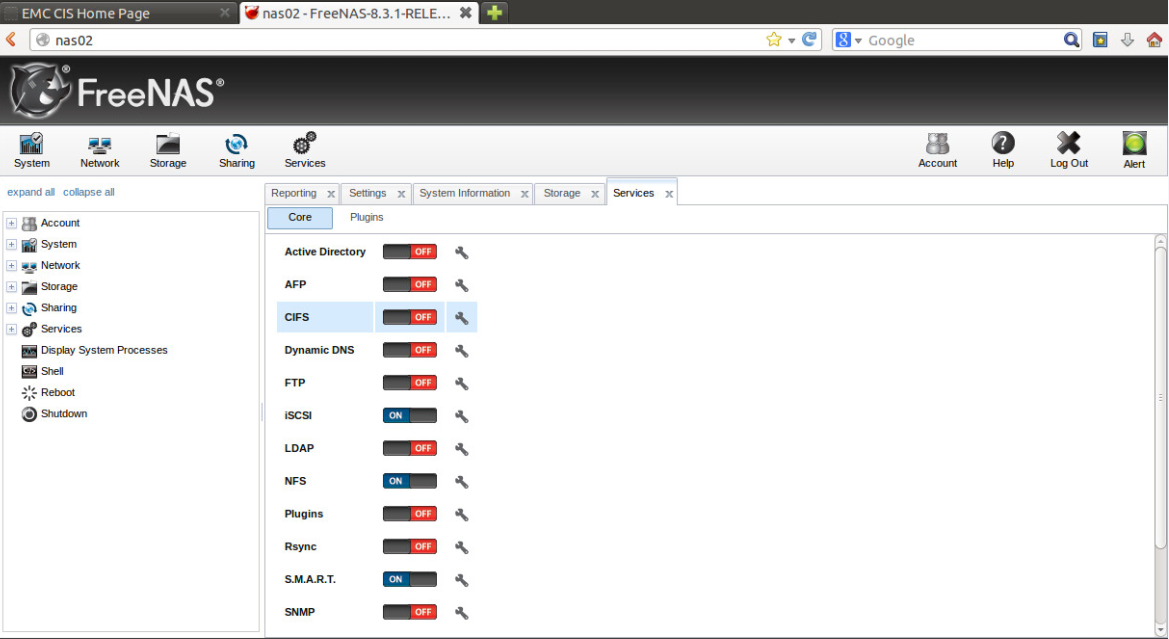 EMC CIS Home Page
nas02 - FreeNAS-8.3.1-RELE...
nas02
Google
FreeNAS®
System Network Storage Sharing Services Account Help Log Out Alert
expand all collapse all
Reporting Settings System Information Storage Services
Core Plugins
Account
System
Network
Storage
Sharing
Services
Display System Processes
Shell
Reboot
Shutdown
Active Directory OFF
AFP OFF
CIFS OFF
Dynamic DNS OFF
FTP OFF
iSCSI ON
LDAP OFF
NFS ON
Plugins OFF
Rsync OFF
S.M.A.R.T. ON
SNMP OFF